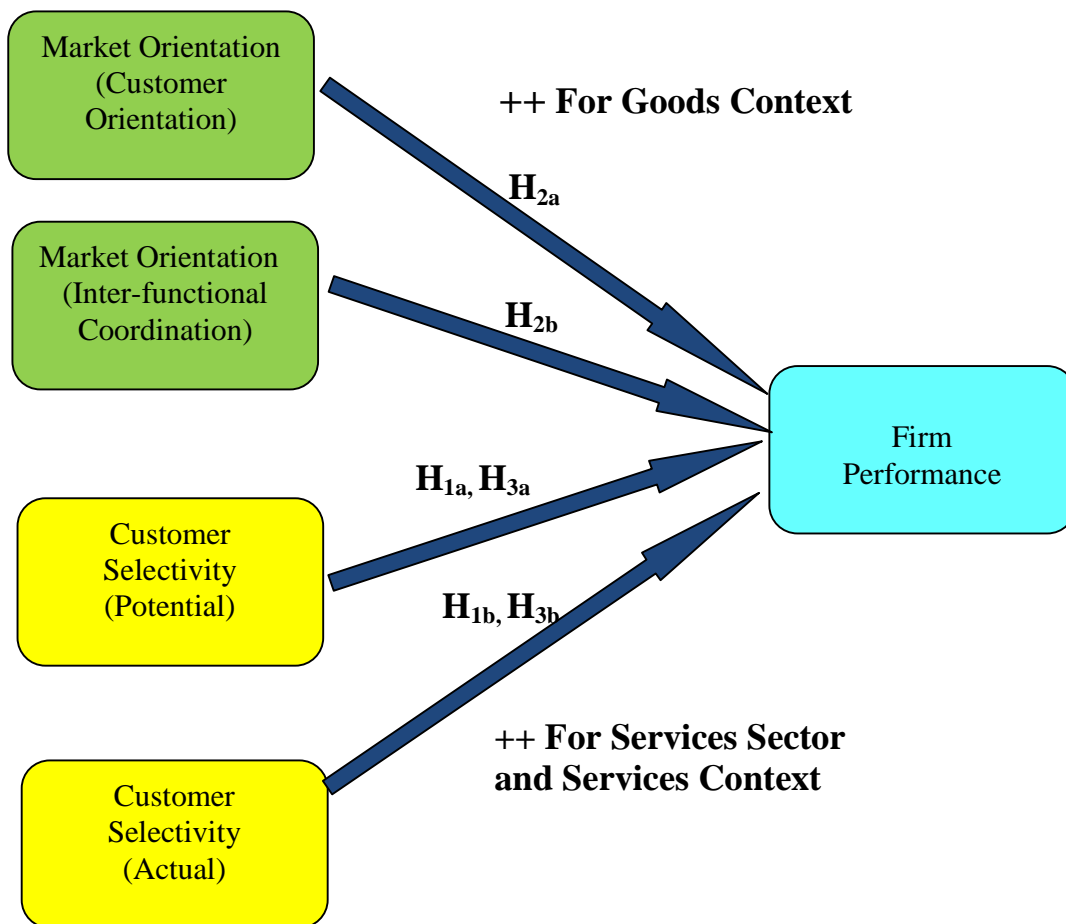 Market Orientation
(Customer
Orientation)
++ For Goods Context
H2a
Market Orientation
(Inter-functional
Coordination)
H2b
Firm
Performance
H1a, H3a
Customer
Selectivity
(Potential)
H1b, H3b
++ For Services Sector
and Services Context
Customer
Selectivity
(Actual)